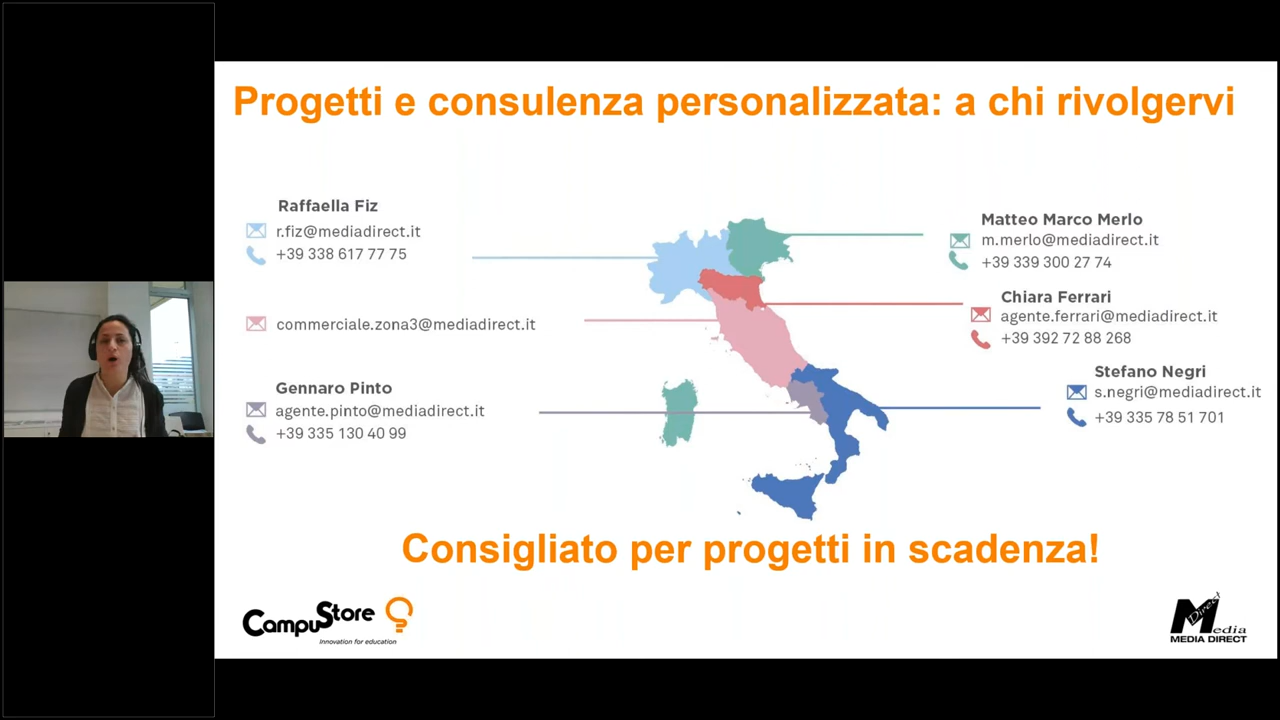 Progetti e consulenza personalizzata: a chi rivolgervi
Raffaella Fiz
r.fiz@mediadirect.it
+39 338 617 77 75
commerciale.zona3@mediadirect.it
Gennaro Pinto
agente.pinto@mediadirect.it
+39 335 130 40 99
Matteo Marco Merlo
m.merlo@mediadirect.it
+39 339 300 27 74
Chiara Ferrari
agente.ferrari@mediadirect.it
+39 392 72 88 268
Stefano Negri
s.negri@mediadirect.it
+39 335 78 51 701
Consigliato per progetti in scadenza!
CampuStore
Innovation for education
Media
Direct
MEDIA DIRECT